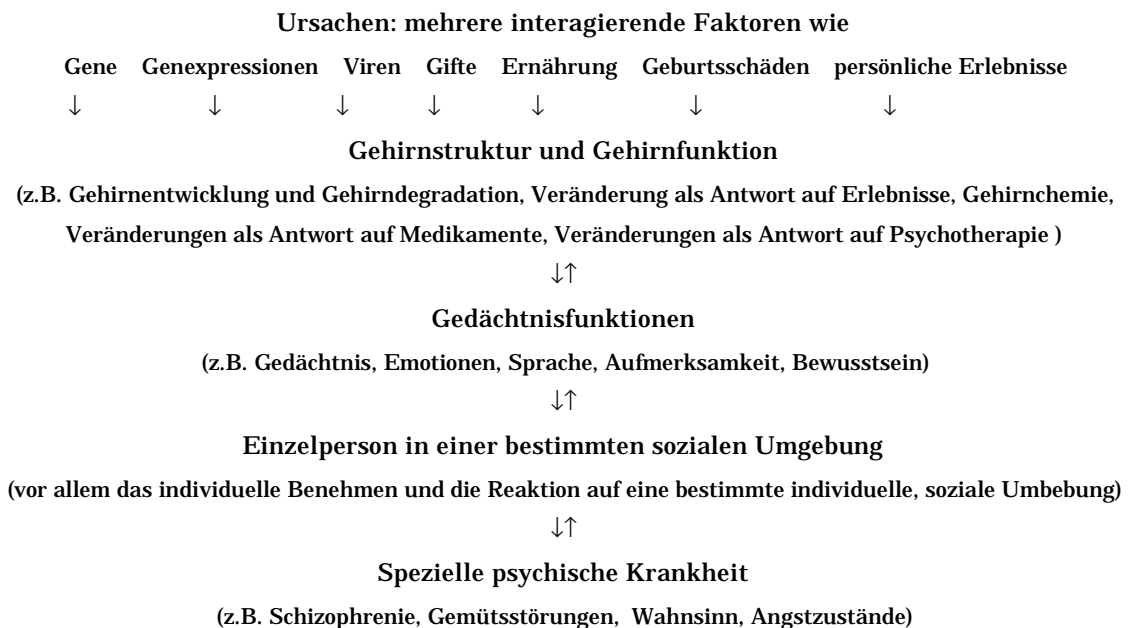 Ursachen: mehrere interagierende Faktoren wie
Gene Genexpressionen Viren Gifte Ernährung Geburtsschäden persönliche Erlebnisse
↓ ↓ ↓ ↓ ↓ ↓ ↓
Gehirnstruktur und Gehirnfunktion
(z.B. Gehirnentwicklung und Gehirndegradation, Veränderung als Antwort auf Erlebnisse, Gehirnchemie,
Veränderungen als Antwort auf Medikamente, Veränderungen als Antwort auf Psychotherapie )
↓↑
Gedächtnisfunktionen
(z.B. Gedächtnis, Emotionen, Sprache, Aufmerksamkeit, Bewusstsein)
↓↑
Einzelperson in einer bestimmten sozialen Umgebung
(vor allem das individuelle Benehmen und die Reaktion auf eine bestimmte individuelle, soziale Umbebung)
↓↑
Spezielle psychische Krankheit
(z.B. Schizophrenie, Gemütsstörungen, Wahnsinn, Angstzustände)